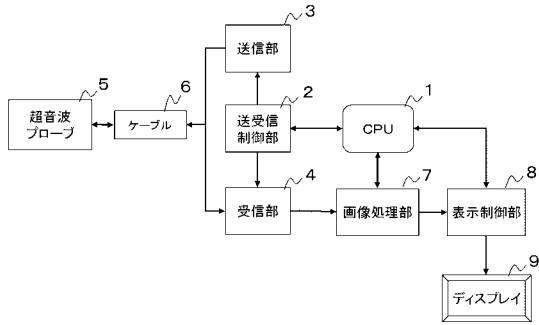 3
送信部
5
超音波
プローブ
6
ケーブル
2
送受信
制御部
1
CPU
4
受信部
7
画像処理部
8
表示制御部
9
ディスプレイ